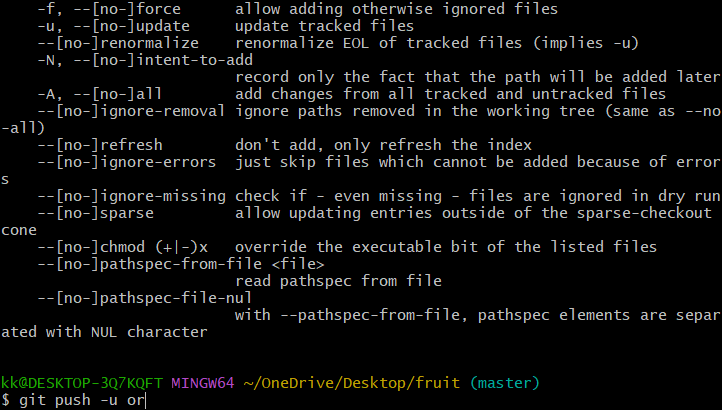 -f, --[no-]force      allow adding otherwise ignored files
-u, --[no-]update     update tracked files
--[no-]renormalize    renormalize EOL of tracked files (implies -u)
-N, --[no-]intent-to-add
record only the fact that the path will be added later
-A, --[no-]all        add changes from all tracked and untracked files
--[no-]ignore-removal ignore paths removed in the working tree (same as --no
-all)
--[no-]refresh        don't add, only refresh the index
--[no-]ignore-errors  just skip files which cannot be added because of error
s
--[no-]ignore-missing check if - even missing - files are ignored in dry run
--[no-]sparse         allow updating entries outside of the sparse-checkout
cone
--[no-]chmod (+|-)x   override the executable bit of the listed files
--[no-]pathspec-from-file <file>
read pathspec from file
--[no-]pathspec-file-nul
with --pathspec-from-file, pathspec elements are separ
ated with NUL character
kk@DESKTOP-3Q7KQFT MINGW64 ~/OneDrive/Desktop/fruit (master)
$ git push -u or